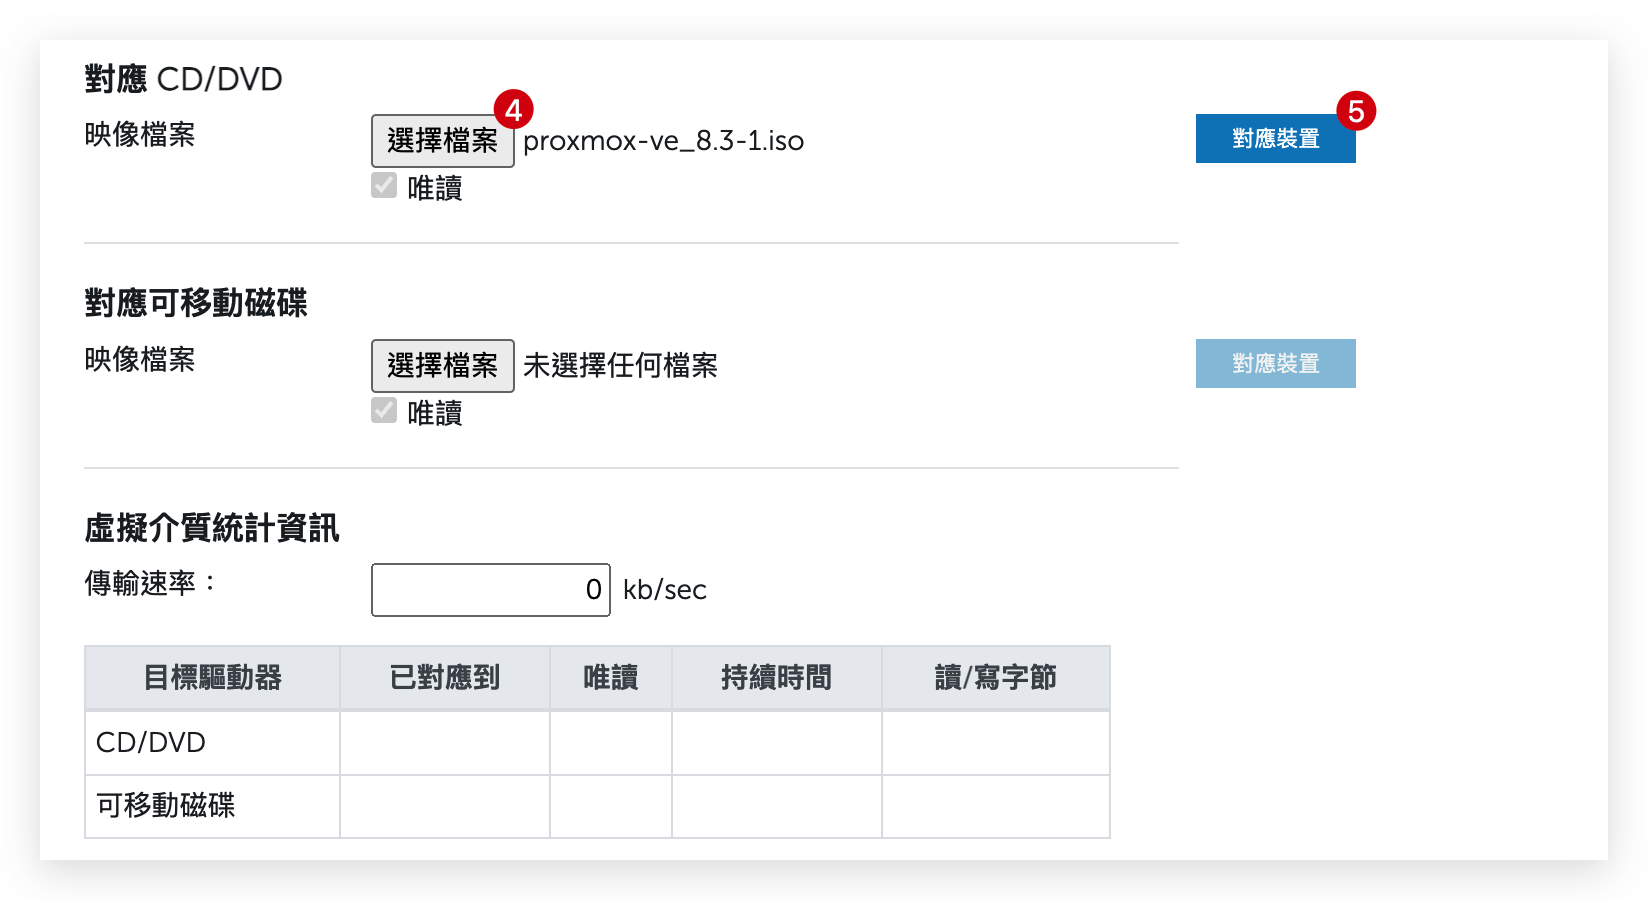 對應 CD/DVD
映像檔案
選擇檔案 4 proxmox-ve_8.3-1.iso
對應裝置 5
唯讀
對應可移動磁碟
映像檔案
選擇檔案 未選擇任何檔案
對應裝置
唯讀
虛擬介質統計資訊
傳輸速率：
0 kb/sec
目標驅動器 已對應到 唯讀 持續時間 讀/寫字節
CD/DVD
可移動磁碟